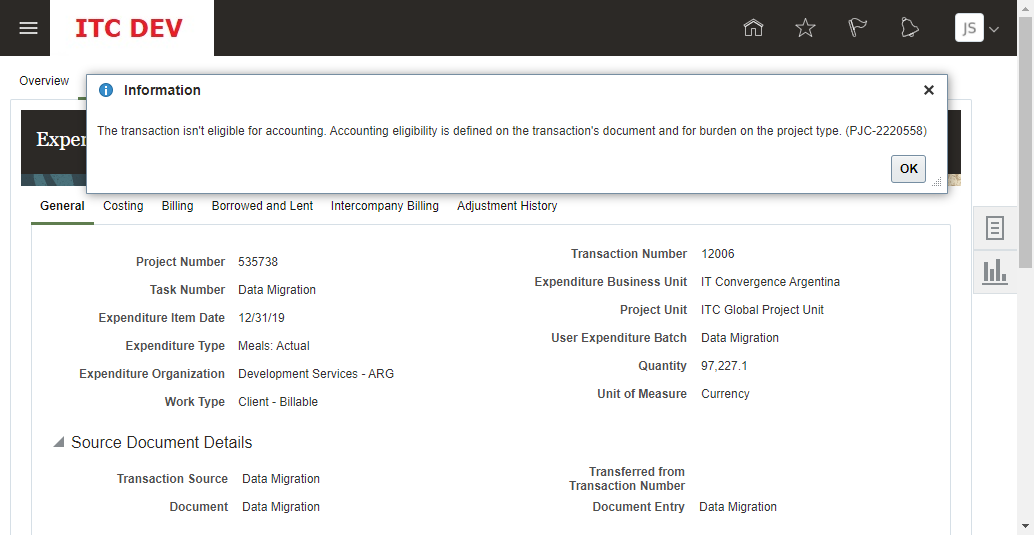 ITC DEV
JS
Overview
Information
The transaction isn't eligible for accounting. Accounting eligibility is defined on the transaction's document and for burden on the project type. (PJC-2220558)
OK
Exper
General Costing Billing Borrowed and Lent Intercompany Billing Adjustment History
Project Number 535738
Task Number Data Migration
Expenditure Item Date 12/31/19
Expenditure Type Meals: Actual
Expenditure Organization Development Services - ARG
Work Type Client - Billable
Transaction Number 12006
Expenditure Business Unit IT Convergence Argentina
Project Unit ITC Global Project Unit
User Expenditure Batch Data Migration
Quantity 97,227.1
Unit of Measure Currency
Source Document Details
Transaction Source Data Migration
Document Data Migration
Transferred from
Transaction Number
Document Entry Data Migration